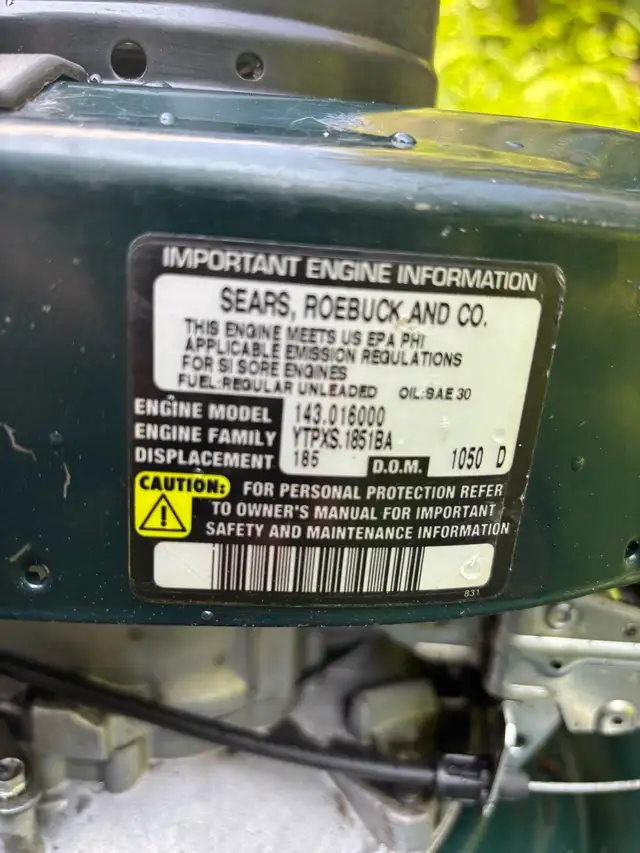 IMPORTANT ENGINE INFORMATION
SEARS, ROEBUCK AND CO.
THIS ENGINE MEETS US EPA PHI
APPLICABLE EMISSION REGULATIONS
FOR SI SORE ENGINES
FUEL:REGULAR UNLEADED OIL:SAE 30
ENGINE MODEL 143.016000
ENGINE FAMILY YTPXS.1851BA
DISPLACEMENT 185 D.O.M. 1050 D
CAUTION: FOR PERSONAL PROTECTION REFER
TO OWNER'S MANUAL FOR IMPORTANT
SAFETY AND MAINTENANCE INFORMATION
831